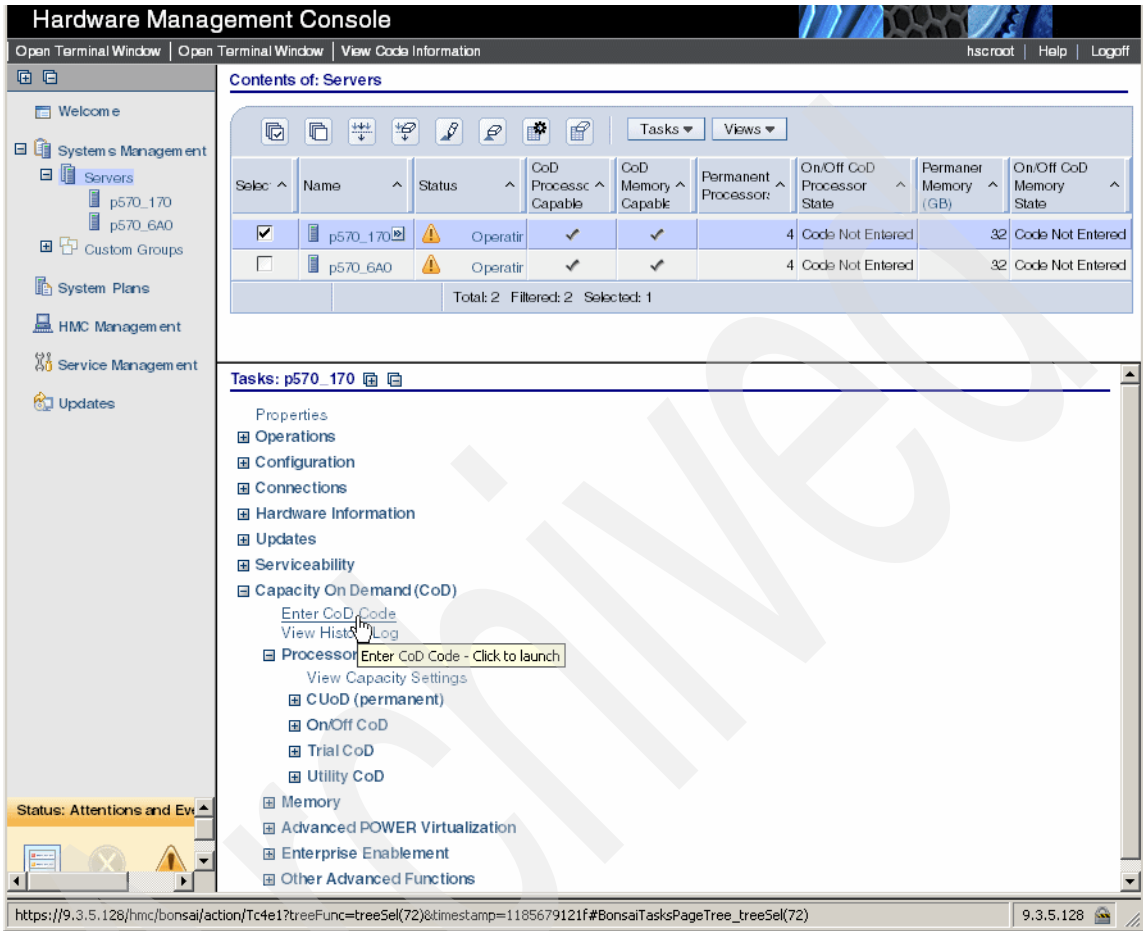 Hardware Management Console
Open Terminal Window | Open Terminal Window | View Code Information hscroot | Help | Logoff
Welcome
Systems Management
Servers
p570_170
p570_6A0
Custom Groups
System Plans
HMC Management
Service Management
Updates
Status: Attentions and Eve
Contents of: Servers
Tasks Views
Selec Name Status CoD Processc Capable CoD Memory Capable Permanent Processors On/Off CoD Processor State Permaner Memory (GB) On/Off CoD Memory State
p570_170 Operatin 4 Code Not Entered 32 Code Not Entered
p570_6A0 Operatin 4 Code Not Entered 32 Code Not Entered
Total: 2 Filtered: 2 Selected: 1
Tasks: p570_170
Properties
Operations
Configuration
Connections
Hardware Information
Updates
Serviceability
Capacity On Demand (CoD)
Enter CoD Code
View History Log
Processor
Enter CoD Code - Click to launch
View Capacity Settings
CUoD (permanent)
On/Off CoD
Trial CoD
Utility CoD
Memory
Advanced POWER Virtualization
Enterprise Enablement
Other Advanced Functions
https://9.3.5.128/hmc/bonsai/action/Tc4e1?treeFunc=treeSel(72)&timestamp=1185679121f#BonsaiTasksPageTree_treeSel(72) 9.3.5.128